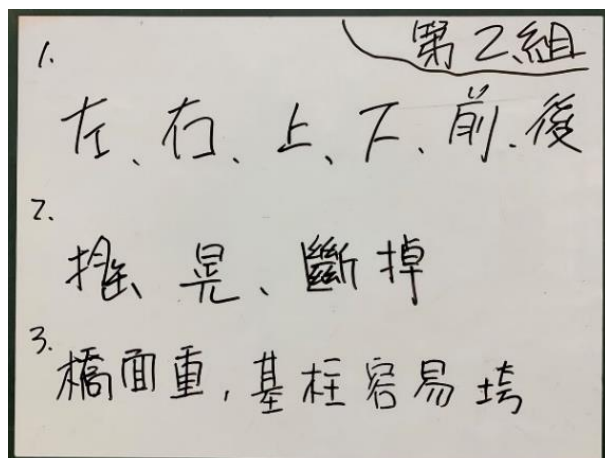 第2組
1.
左、右、上、下、前、後
2.
搖晃、斷掉
3.
橋面重，基柱容易垮